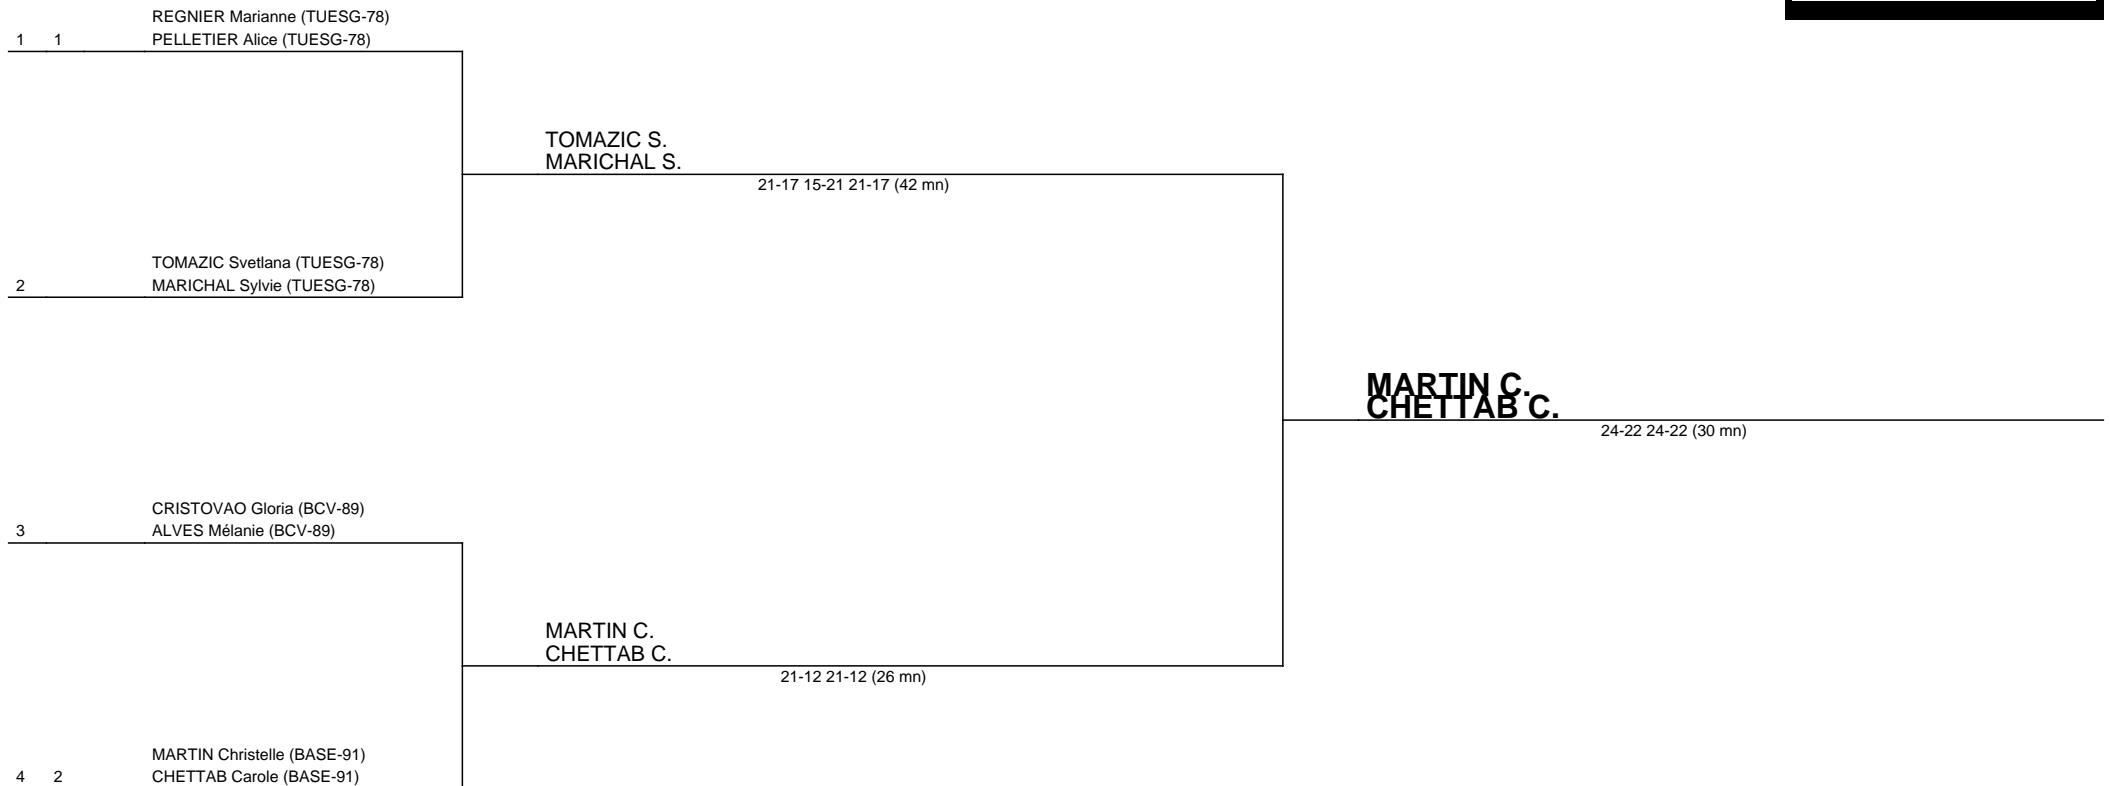 REGNIER Marianne (TUESG-78)
1 1 PELLETIER Alice (TUESG-78)
TOMAZIC S.
MARICHAL S.
21-17 15-21 21-17 (42 mn)
TOMAZIC Svetlana (TUESG-78)
2 MARICHAL Sylvie (TUESG-78)
MARTIN C.
CHETTAB C.
24-22 24-22 (30 mn)
CRISTOVAO Gloria (BCV-89)
3 ALVES Mélanie (BCV-89)
MARTIN C.
CHETTAB C.
21-12 21-12 (26 mn)
MARTIN Christelle (BASE-91)
4 2 CHETTAB Carole (BASE-91)